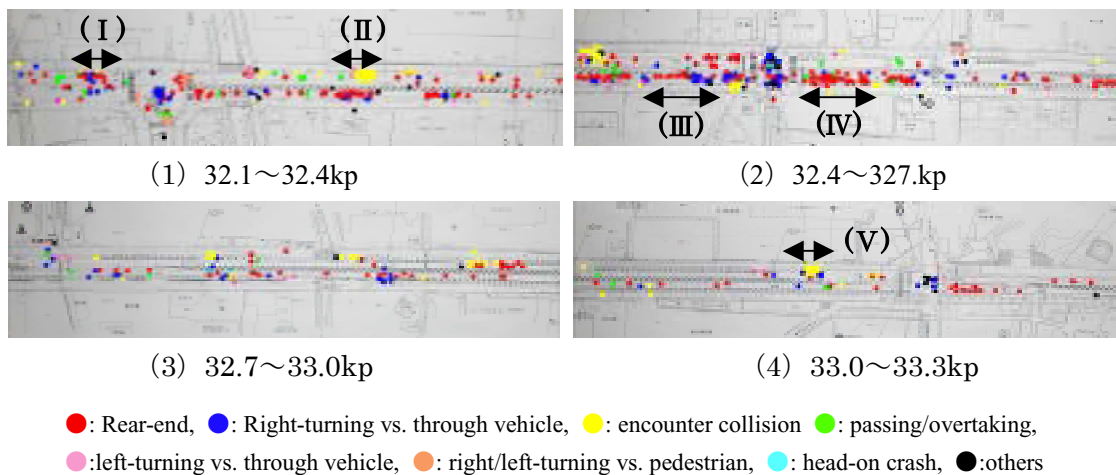 (Ⅰ) (Ⅱ)
(Ⅲ) (Ⅳ)
(1) 32.1～32.4kp
(2) 32.4～327.kp
(Ⅴ)
(3) 32.7～33.0kp
(4) 33.0～33.3kp
: Rear-end, : Right-turning vs. through vehicle, : encounter collision : passing/overtaking,
:left-turning vs. through vehicle, : right/left-turning vs. pedestrian, : head-on crash, :others